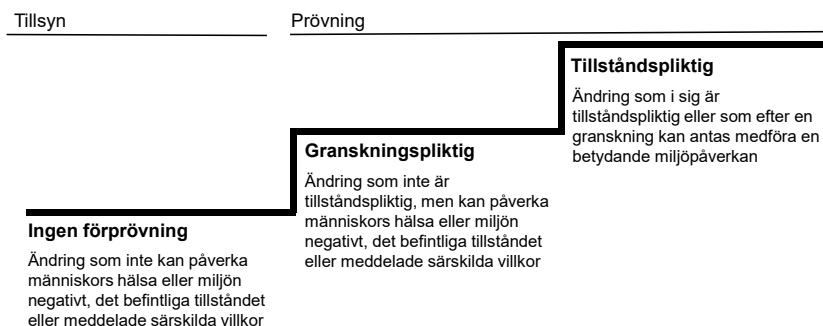 Tillsyn
Prövning
Tillståndspliktig
Ändring som i sig är
tillståndspliktig eller som efter en
granskning kan antas medföra en
betydande miljöpåverkan
Granskningspliktig
Ändring som inte är
tillståndspliktig, men kan påverka
människors hälsa eller miljön
negativt, det befintliga tillståndet
eller meddelade särskilda villkor
Ingen förprövning
Ändring som inte kan påverka
människors hälsa eller miljön
negativt, det befintliga tillståndet
eller meddelade särskilda villkor